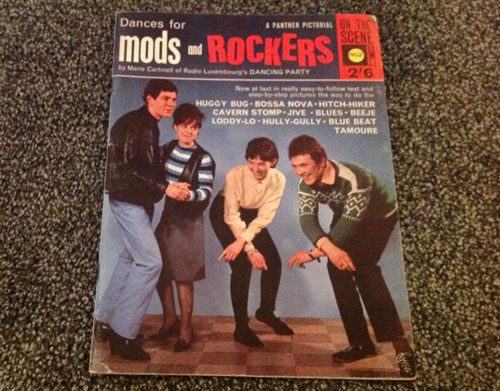 Dances for
A PANTHER PICTORIAL
mods and ROCKERS
by Marie Cartmell of Radio Luxembourg's DANCING PARTY
ON THE
SCENE
2'6
Now at last in really easy-to-follow text and
step-by-step pictures the way to do the
HUGGY BUG · BOSSA NOVA · HITCH-HIKER
CAVERN STOMP · JIVE · BLUES · BEEJE
LODDY-LO · HULLY-GULLY · BLUE BEAT
TAMOURE